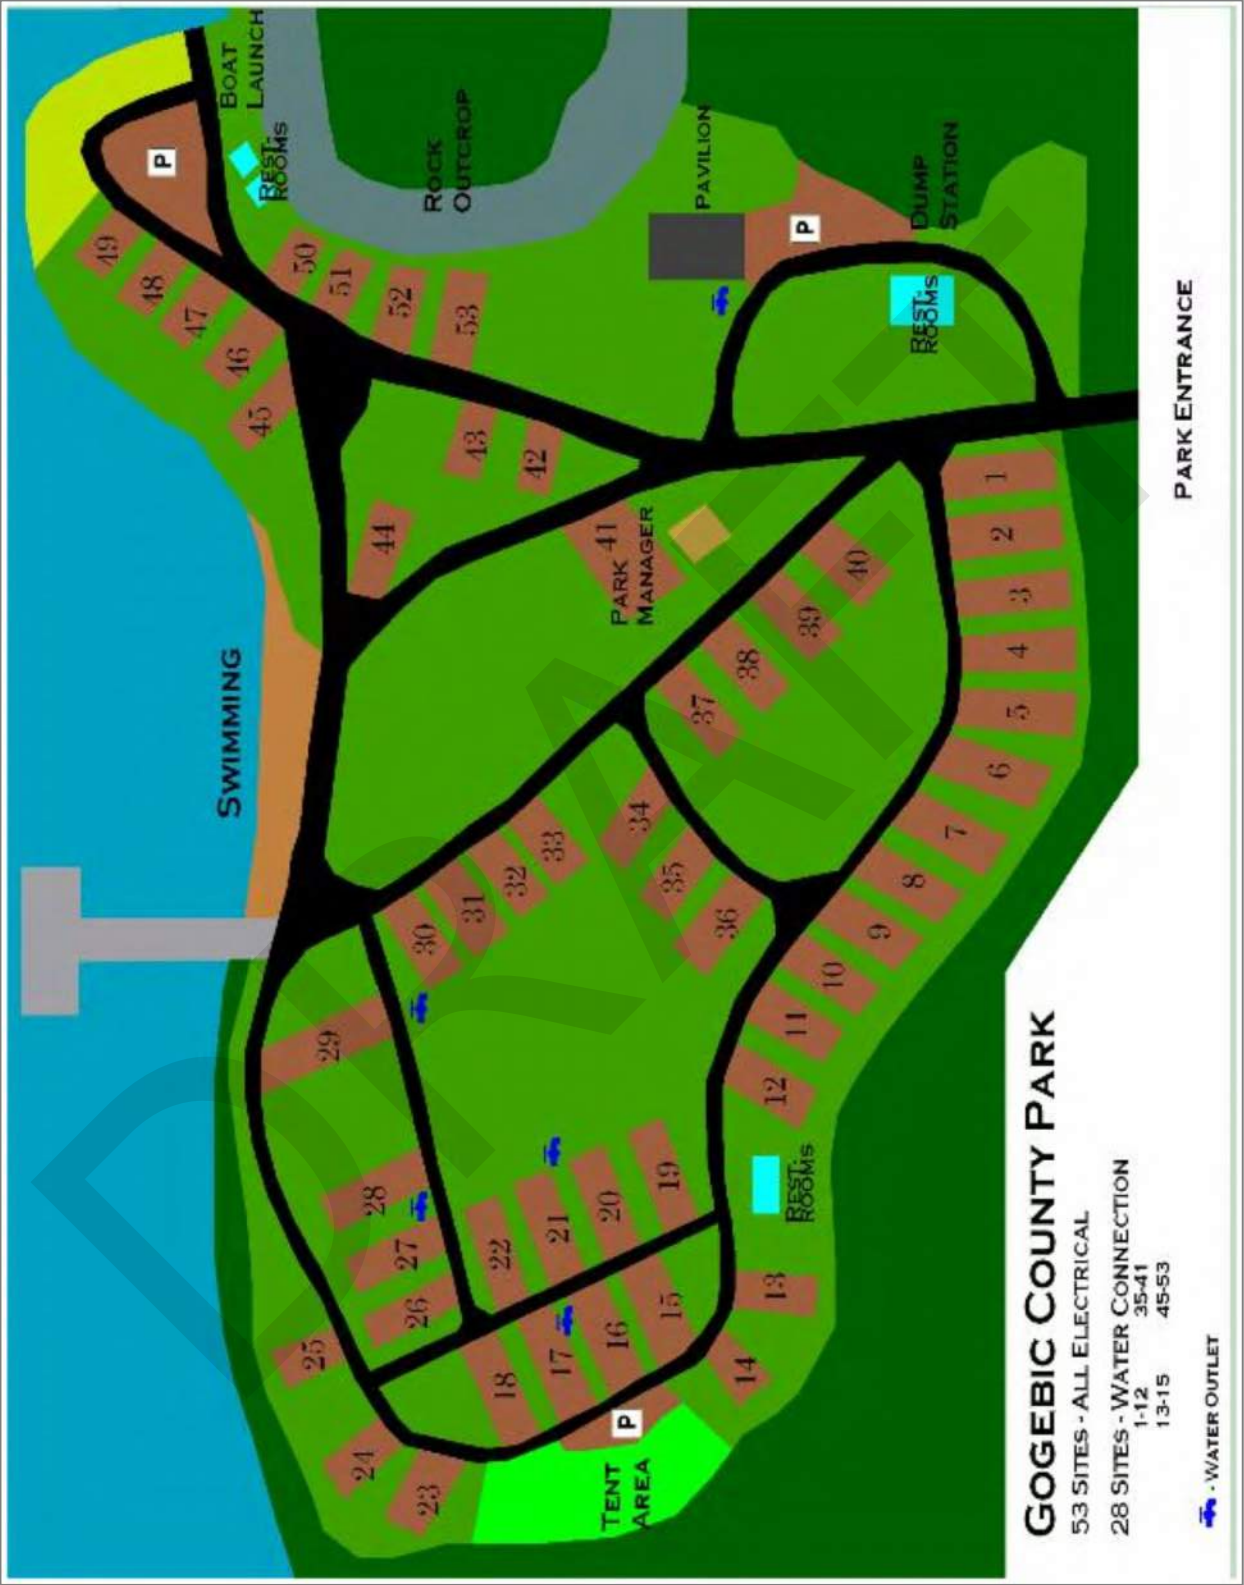 BOAT
LAUNCH
REST-
ROOMS
ROCK
OUTCROP
PAVILION
DUMP
STATION
REST-
ROOMS
PARK ENTRANCE
P
P
P
SWIMMING
PARK
MANAGER
REST-
ROOMS
TENT
AREA
49
48
47
46
45
50
51
52
53
43
42
44
41
40
39
38
37
34
35
36
33
32
31
30
29
28
27
26
25
24
23
22
21
20
19
18
17
16
15
14
13
12
11
10
9
8
7
6
5
4
3
2
1
GOGEBIC COUNTY PARK
53 SITES - ALL ELECTRICAL
28 SITES - WATER CONNECTION
1-12 35-41
13-15 45-53
- WATER OUTLET
DRAFT